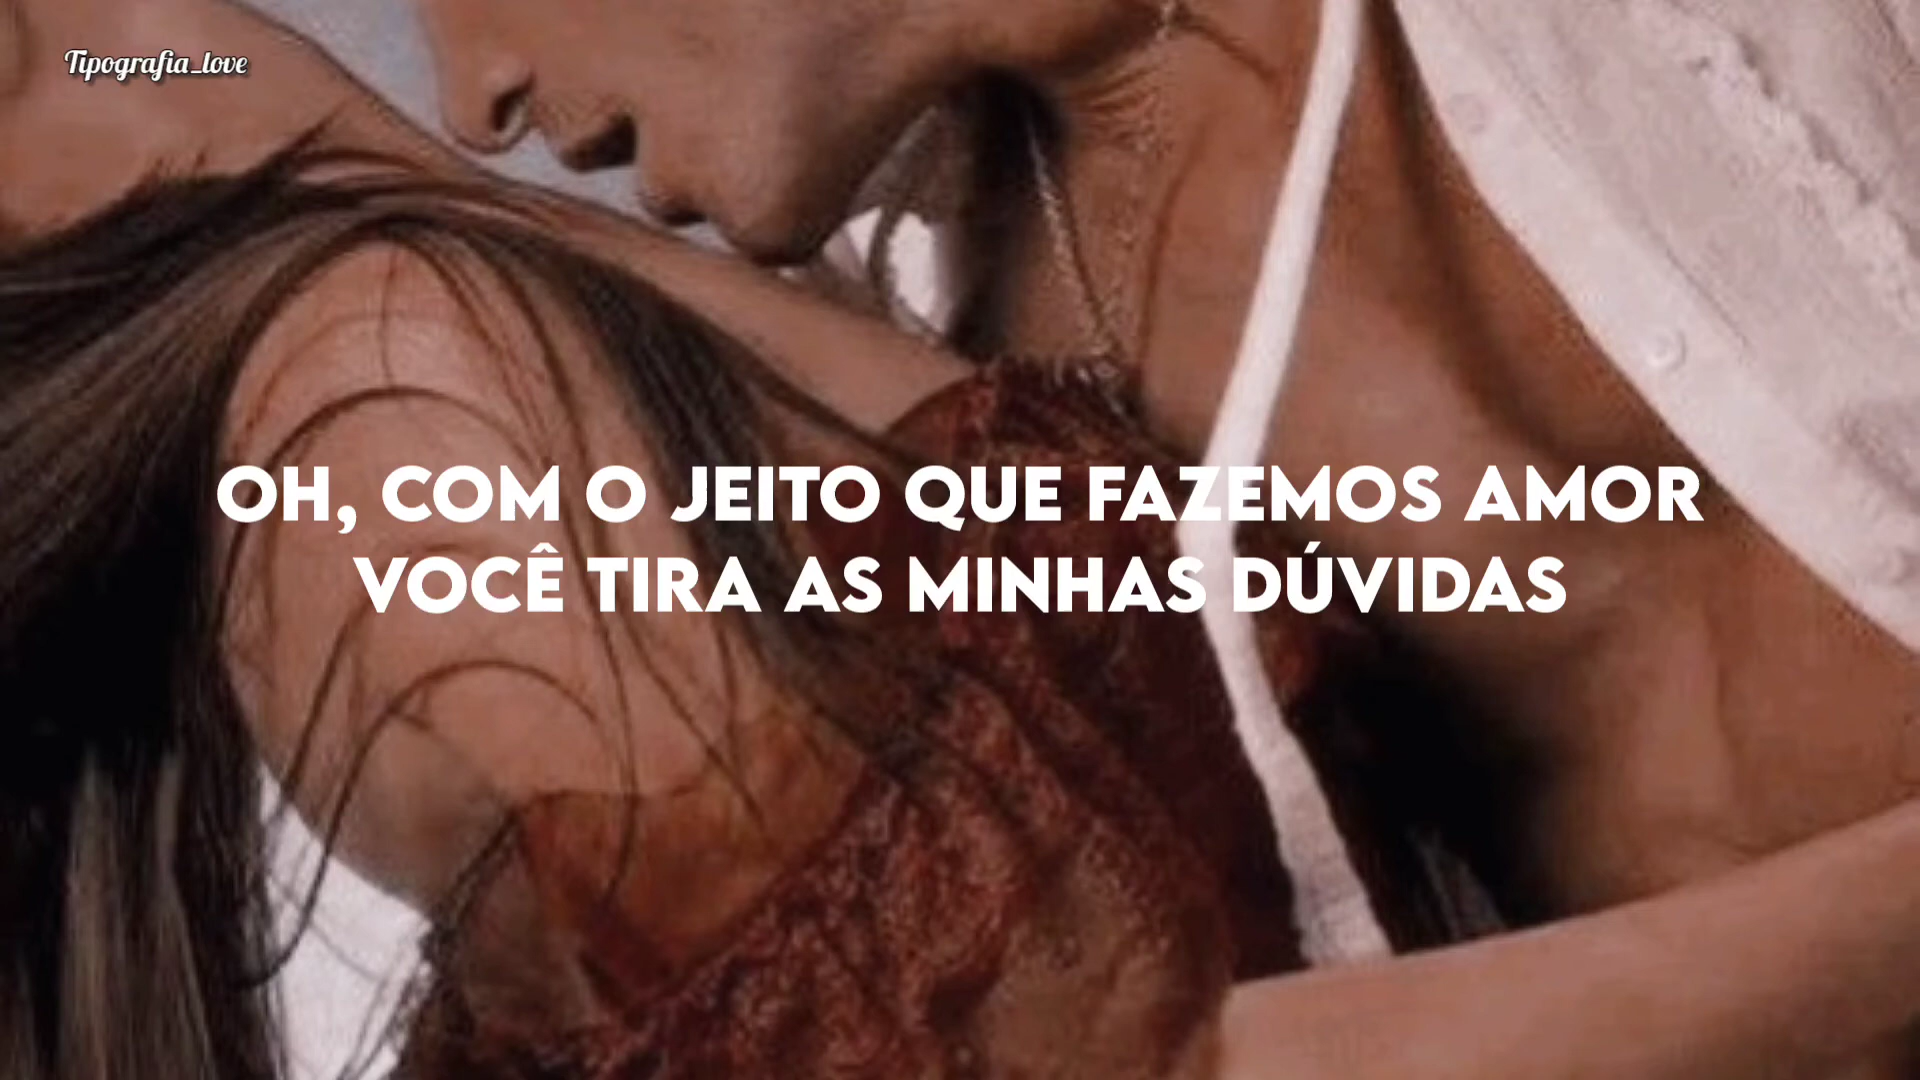 Tipografia_love
OH, COM O JEITO QUE FAZEMOS AMOR
VOCÊ TIRA AS MINHAS DÚVIDAS